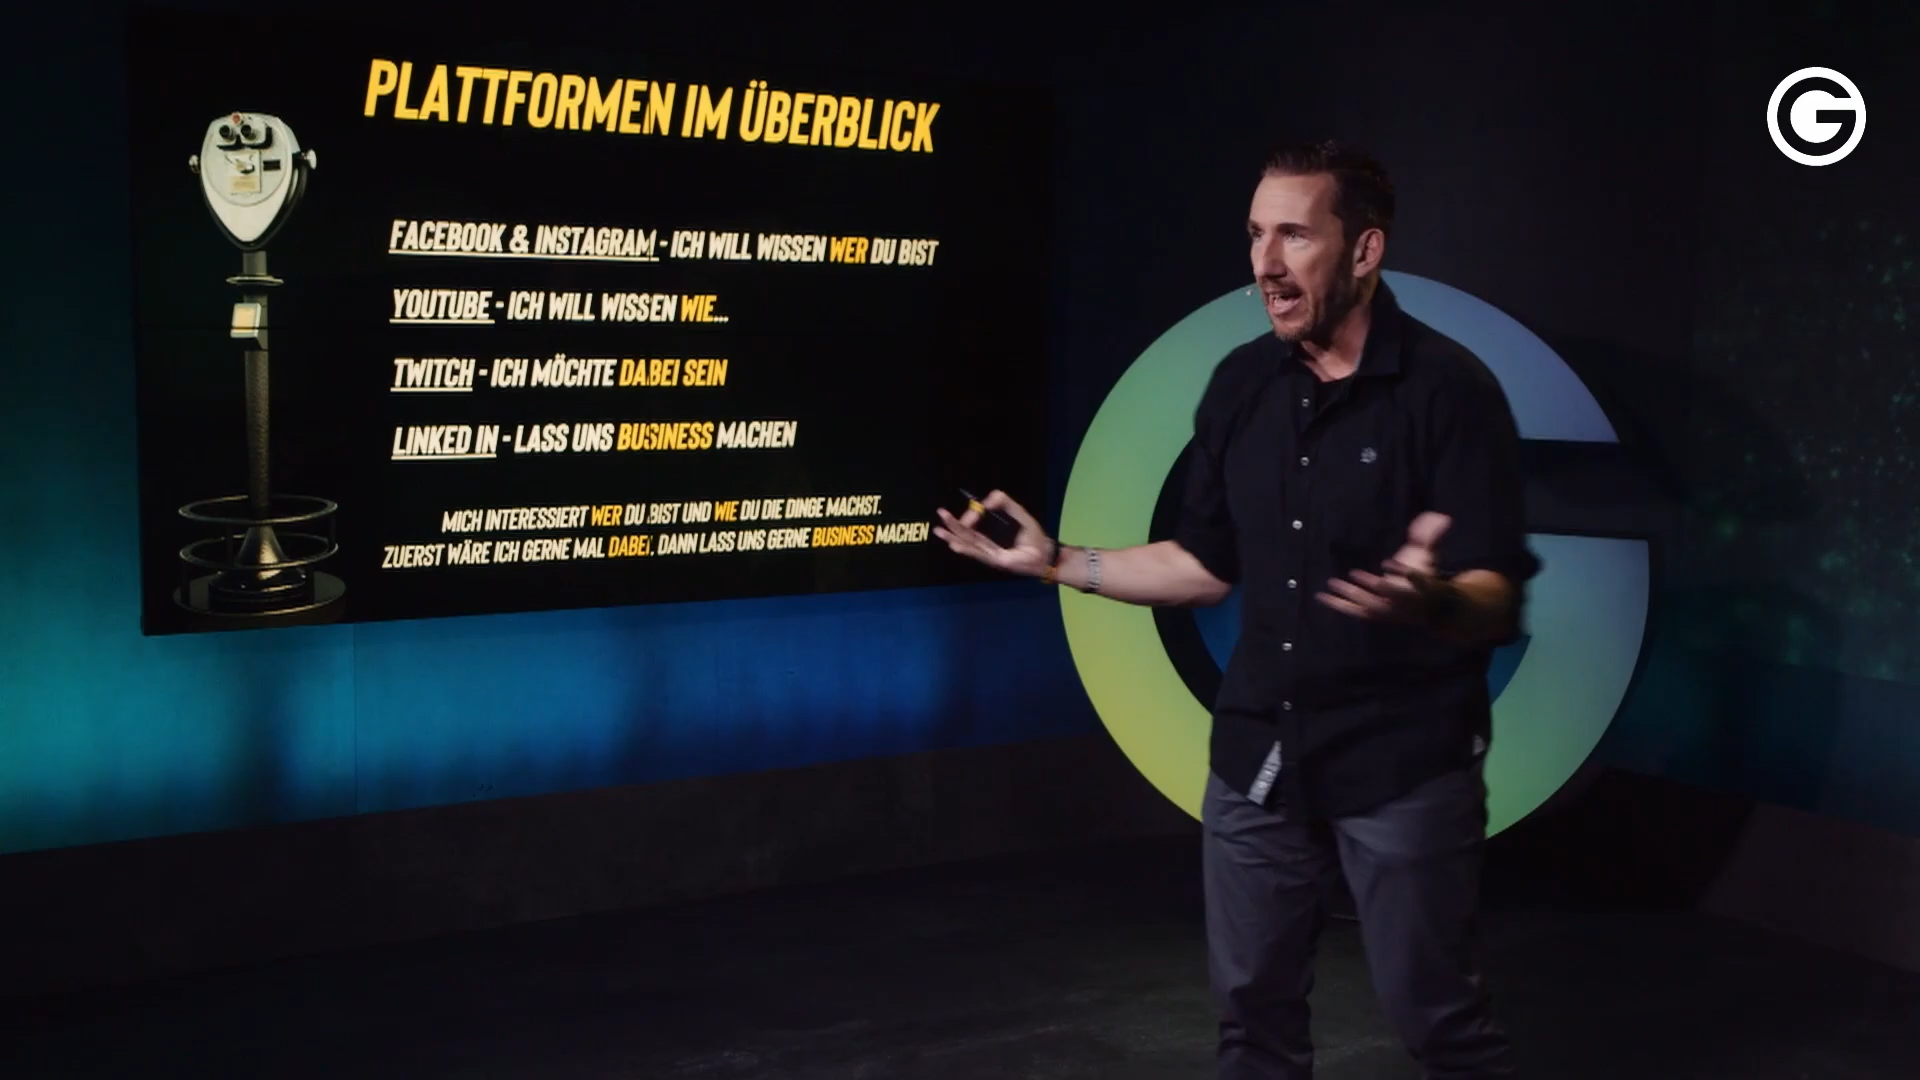 PLATTFORMEN IM ÜBERBLICK
FACEBOOK & INSTAGRAM - ICH WILL WISSEN WER DU BIST
YOUTUBE - ICH WILL WISSEN WIE...
TWITCH - ICH MÖCHTE DABEI SEIN
LINKED IN - LASS UNS BUSINESS MACHEN
MICH INTERESSIERT WER DU BIST UND WIE DU DIE DINGE MACHST.
ZUERST WÄRE ICH GERNE MAL DABEI, DANN LASS UNS GERNE BUSINESS MACHEN
G